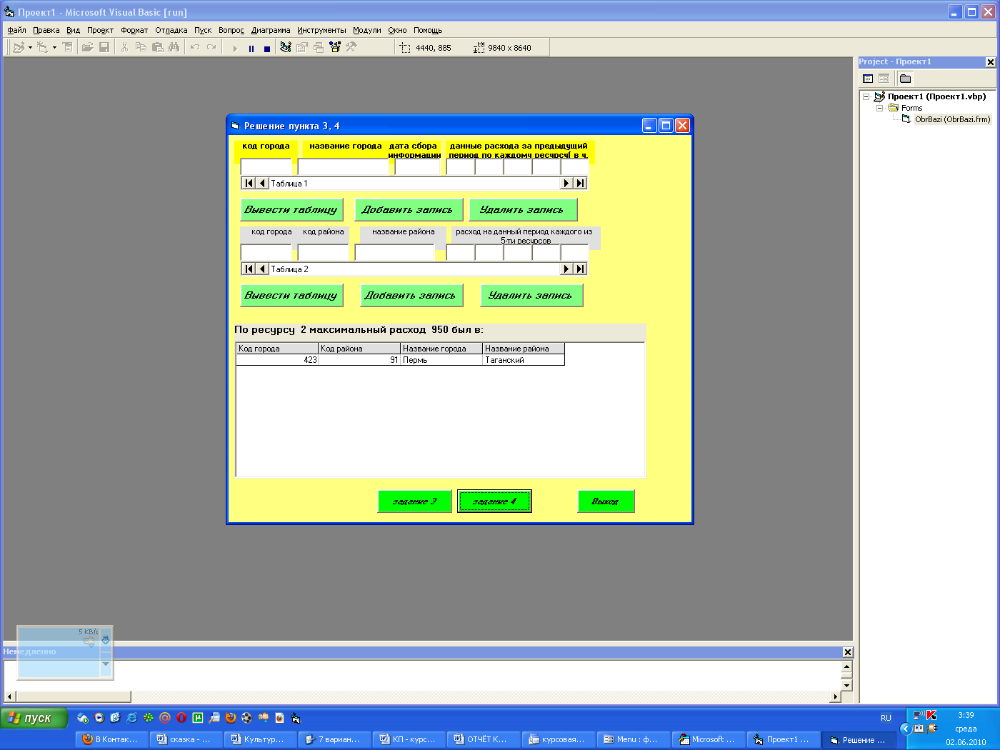 Проект1 - Microsoft Visual Basic [run]
Файл Правка Вид Проект Формат Отладка Пуск Вопрос Диаграмма Инструменты Модули Окно Помощь
4440, 885 9840 x 8640
Project - Проект1
Проект1 (Проект1.vbp)
Forms
ObrBazi (ObrBazi.frm)
Решение пункта 3, 4
код города название города дата сбора информации данные расхода за предыдущий период по каждому ресурсу( в ч.
Таблица 1
Вывести таблицу Добавить запись Удалить запись
код города код района название района расход на данный период каждого из 5-ти ресурсов
Таблица 2
Вывести таблицу Добавить запись Удалить запись
По ресурсу 2 максимальный расход 950 был в:
Код города Код района Название города Название района
423 91 Пермь Таганский
задание 3 задание 4 Выход
5 KB/s
Немедленно
пуск
RU
3:39
среда
02.06.2010
В Контак... сказка - ... Культур... 7 вариан... КП - курс... ОТЧЁТ К... курсовая... Menu : ф... Microsoft ... Проект1 ... Решение ...